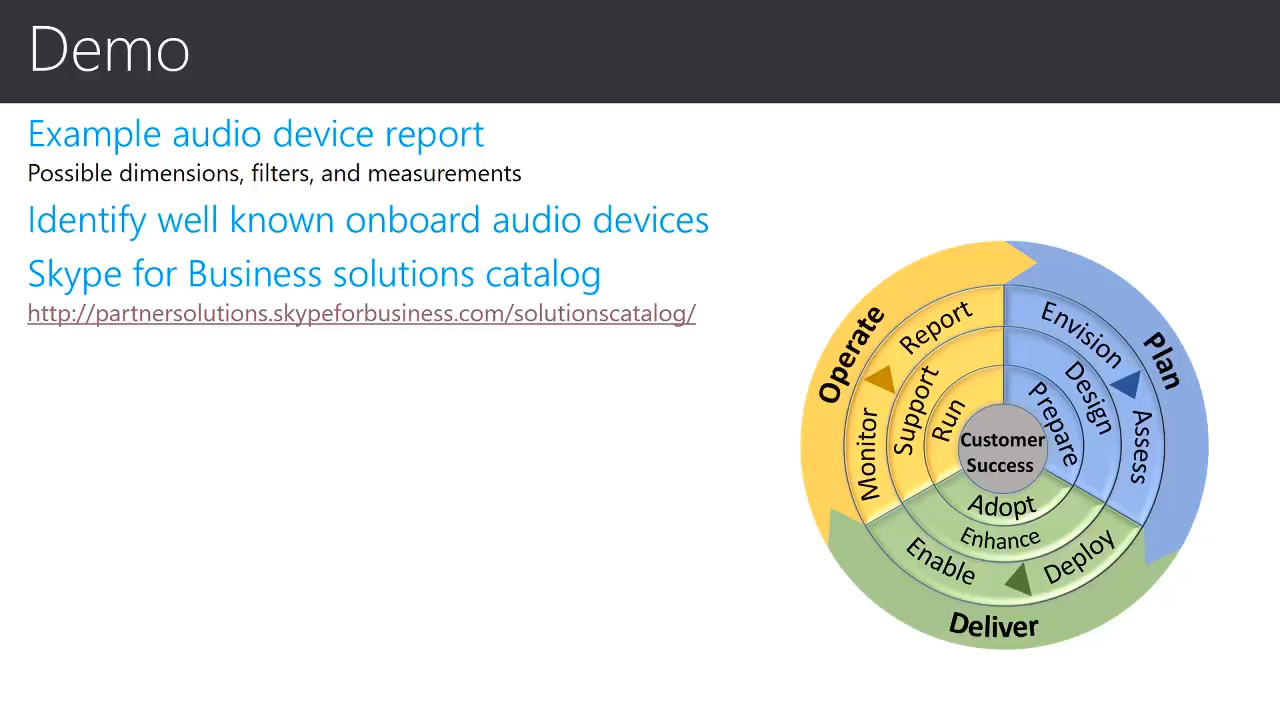 Demo
Example audio device report
Possible dimensions, filters, and measurements
Identify well known onboard audio devices
Skype for Business solutions catalog
http://partnersolutions.skypeforbusiness.com/solutionscatalog/
Operate
Report
Monitor
Support
Run
Plan
Envision
Assess
Design
Prepare
Customer
Success
Adopt
Enhance
Enable
Deploy
Deliver